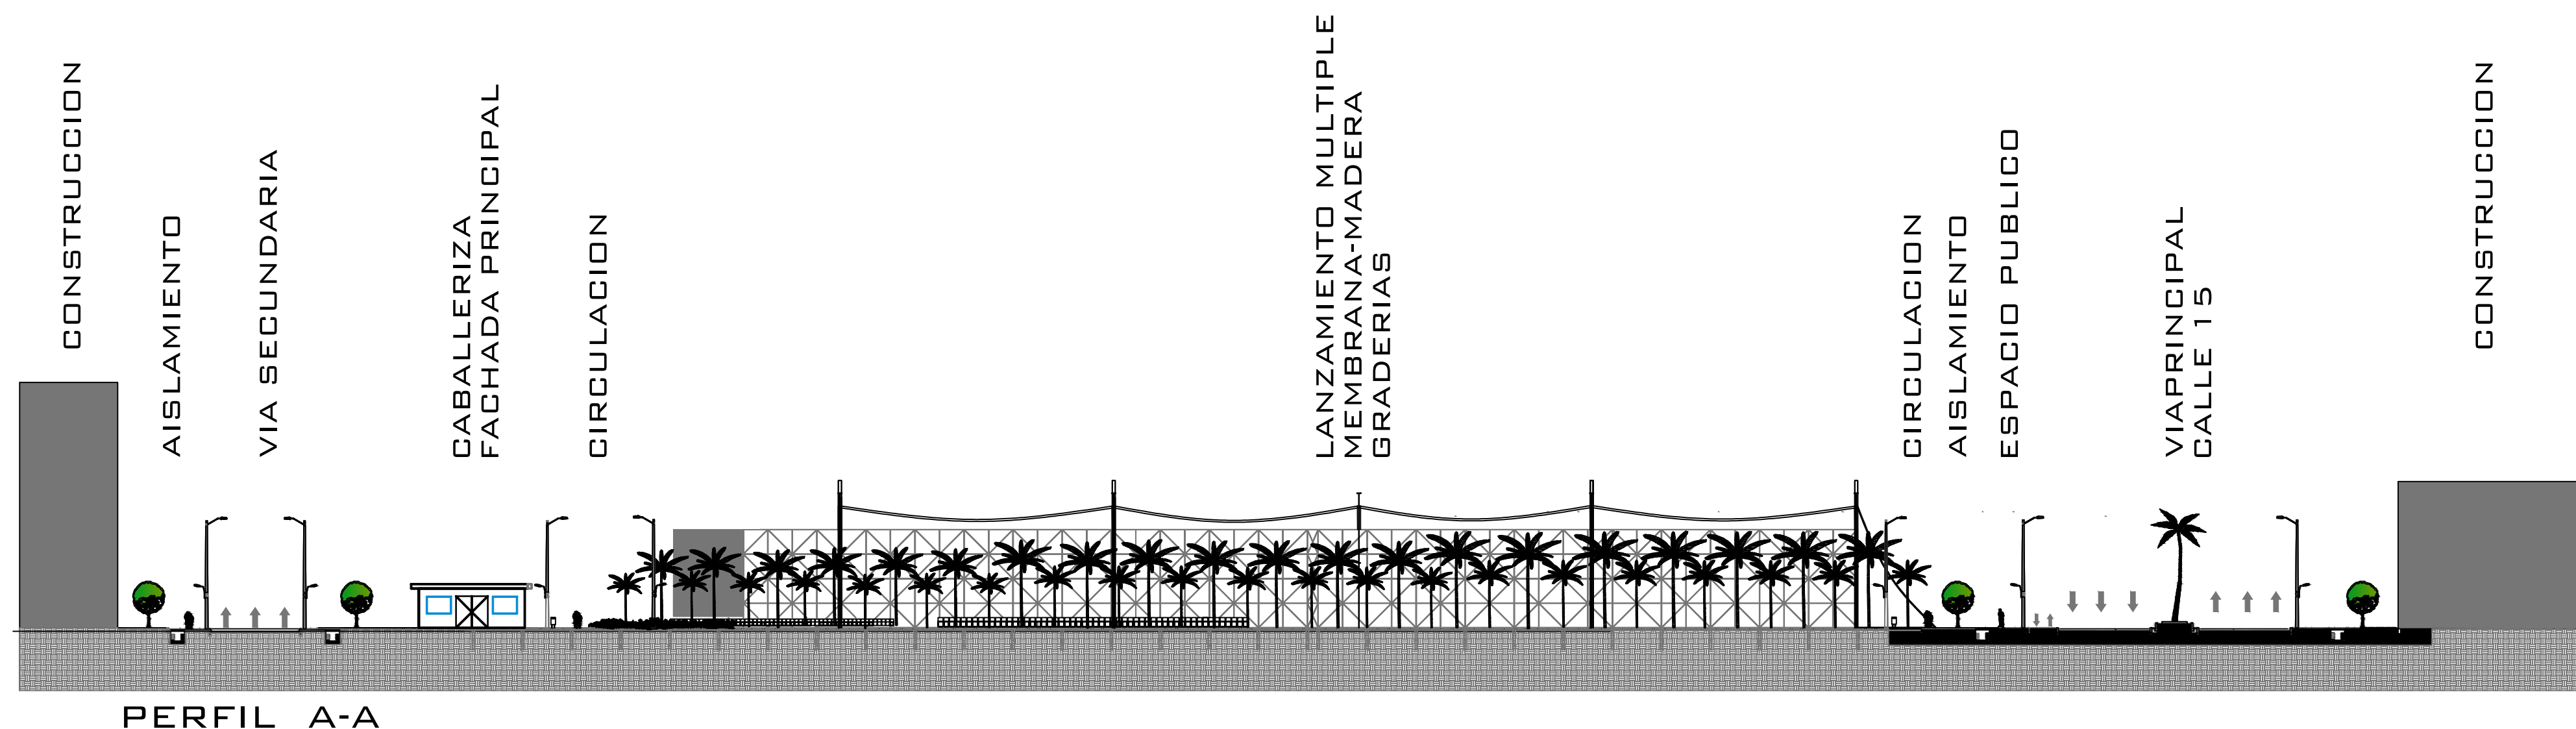 CONSTRUCCION
AISLAMIENTO
VIA SECUNDARIA
CABALLERIZA
FACHADA PRINCIPAL
CIRCULACION
LANZAMIENTO MULTIPLE
MEMBRANA-MADERA
GRADERIAS
CIRCULACION
AISLAMIENTO
ESPACIO PUBLICO
VIAPRINCIPAL
CALLE 15
CONSTRUCCION
PERFIL A-A